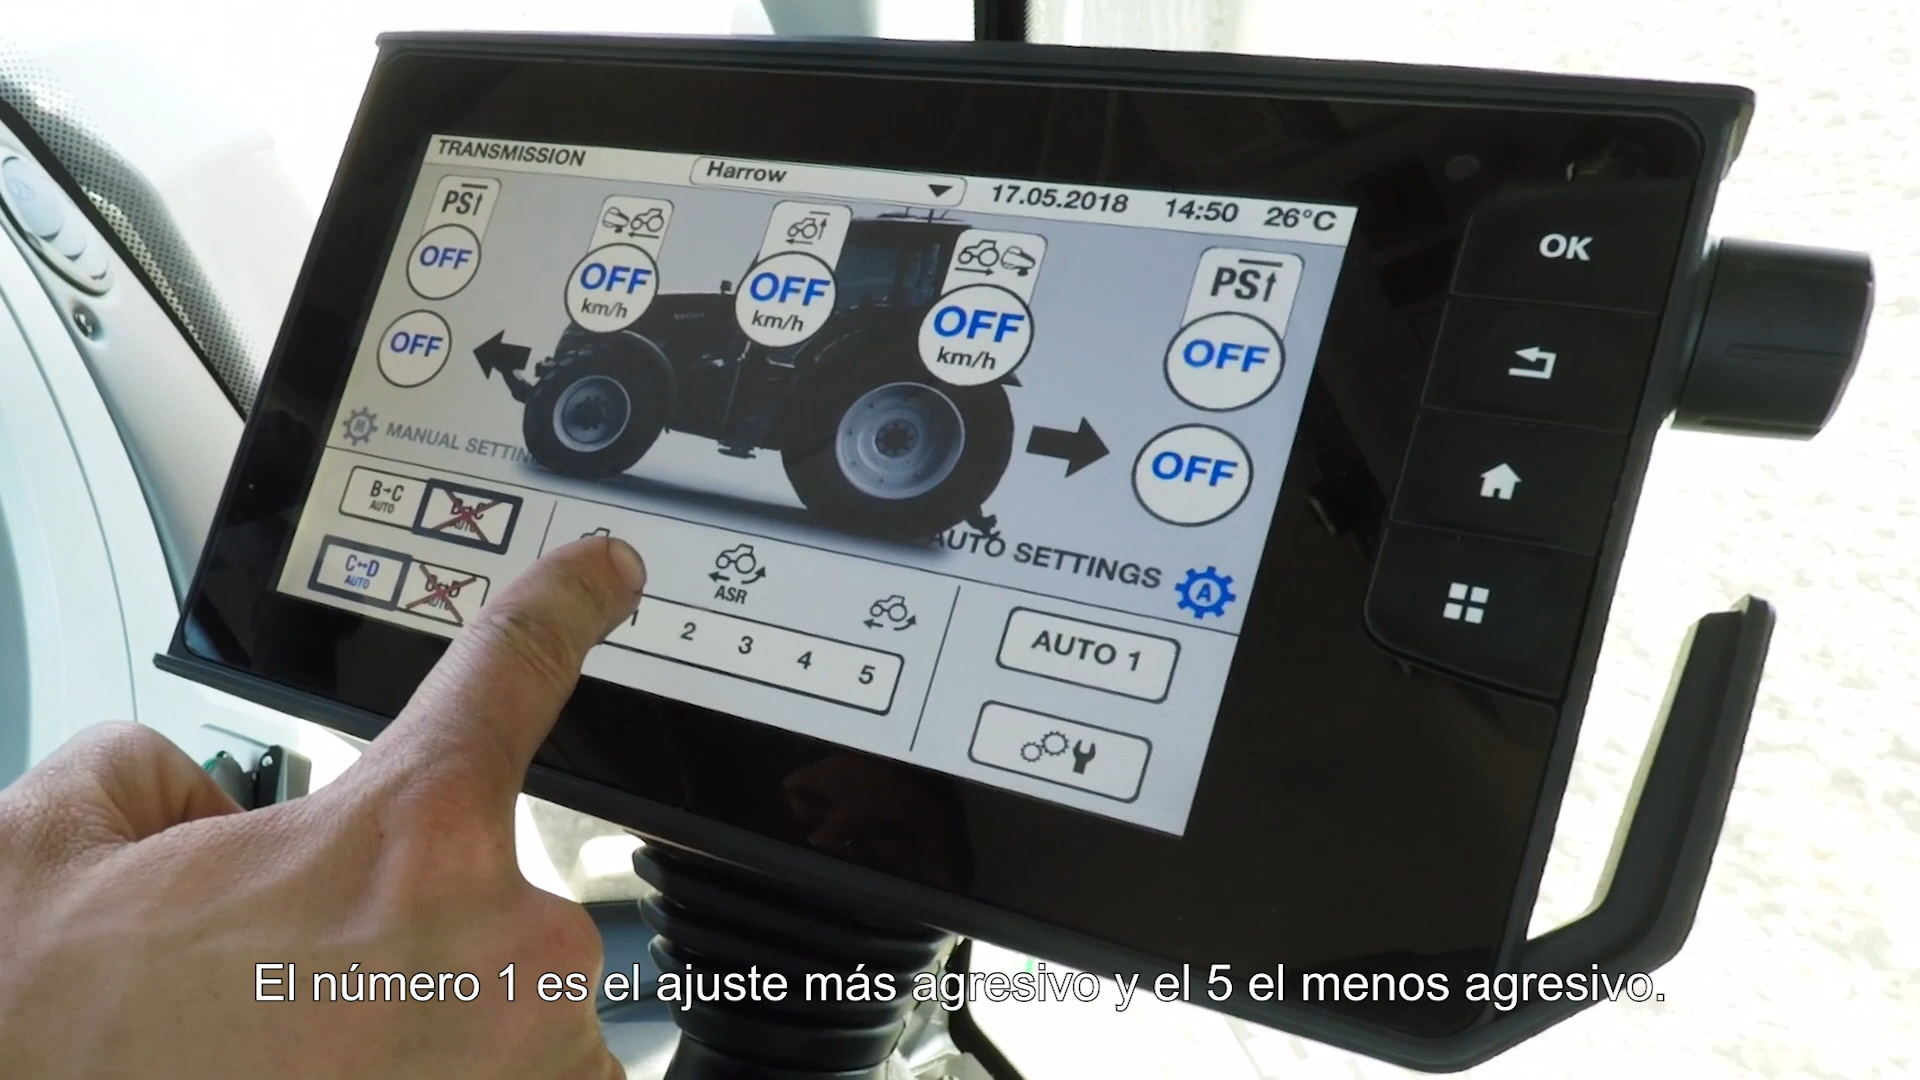 TRANSMISSION
Harrow
17.05.2018 14:50 26°C
PS
OFF
OFF
km/h
OFF
km/h
OFF
km/h
PS
OFF
OFF
OFF
MANUAL SETTIN
AUTO SETTINGS
A
B→C
AUTO
C↔D
AUTO
ASR
1 2 3 4 5
AUTO 1
OK
El número 1 es el ajuste más agresivo y el 5 el menos agresivo.